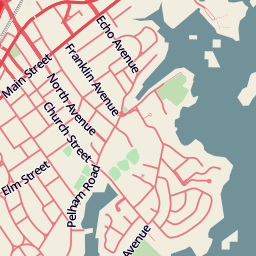 Echo Avenue
Franklin Avenue
Main Street
North Avenue
Church Street
Elm Street
Pelham Road
Avenue